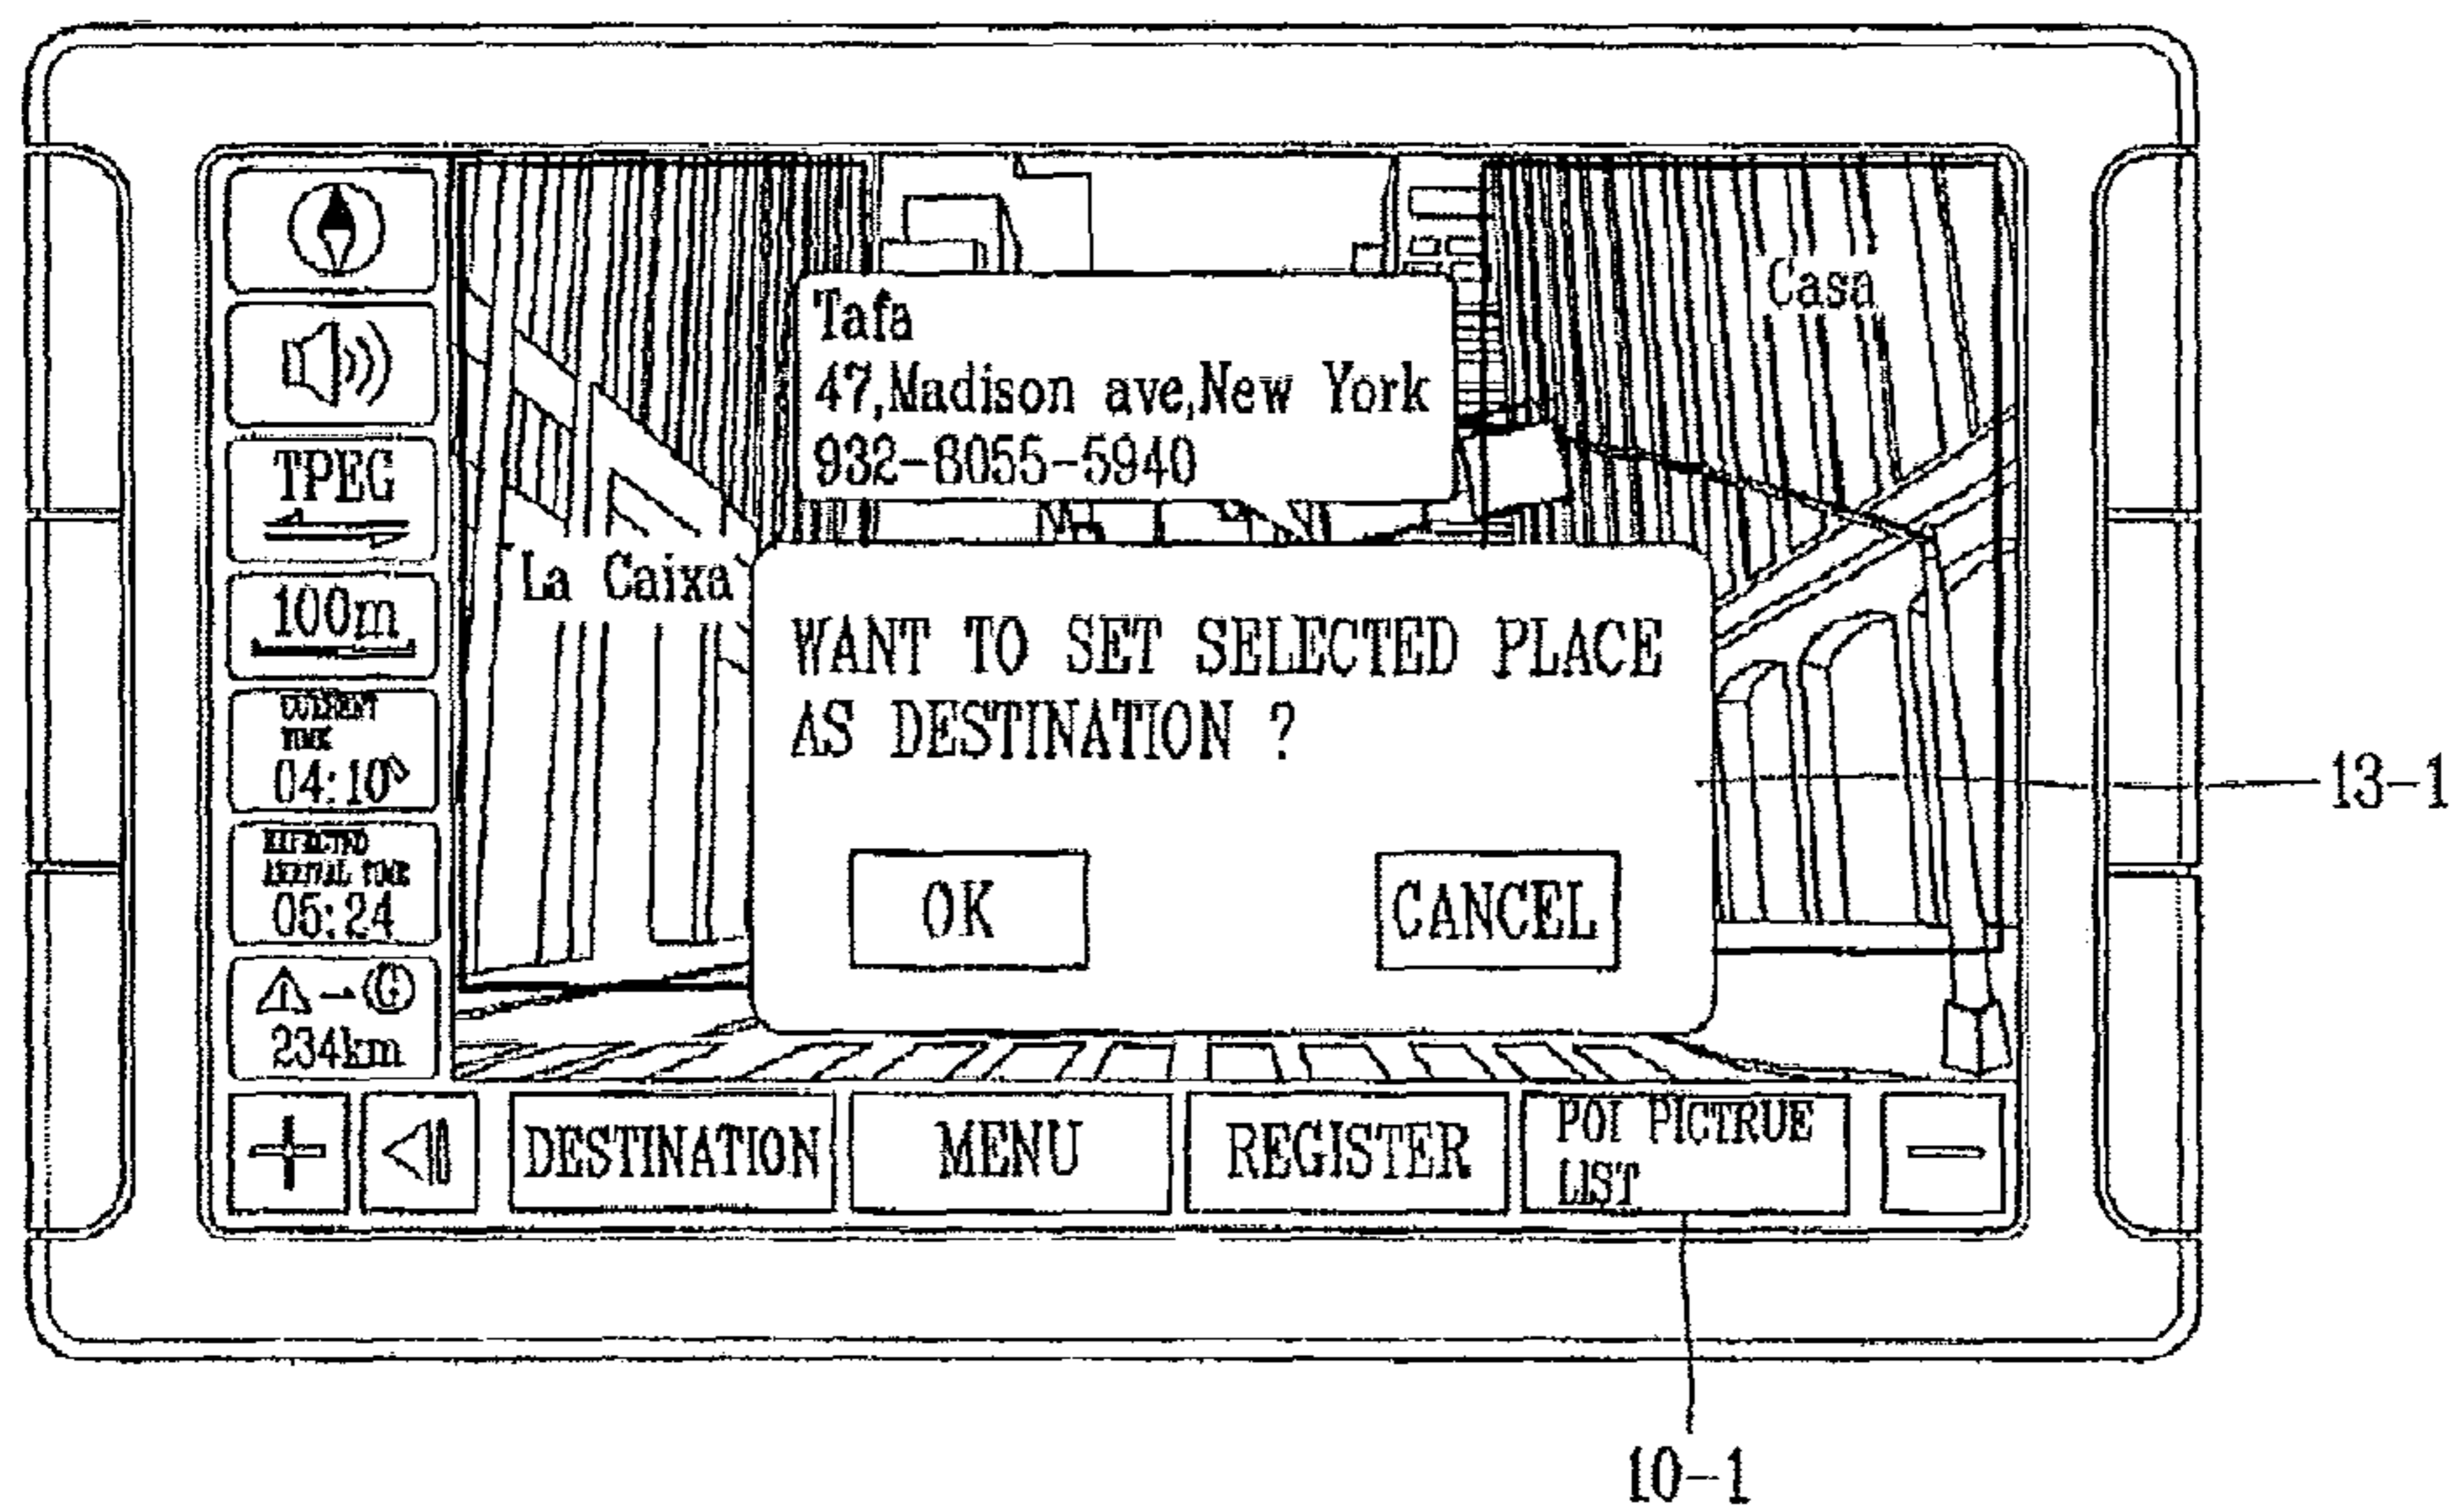 TPEG
100m
CURRENT
TIME
04:10
EXPECTED
ARRIVAL TIME
05:24
234km
Tafa
47,Madison ave,New York
932-8055-5940
Casa
La Caixa
WANT TO SET SELECTED PLACE
AS DESTINATION ?
OK
CANCEL
13-1
DESTINATION
MENU
REGISTER
POI PICTRUE
LIST
10-1